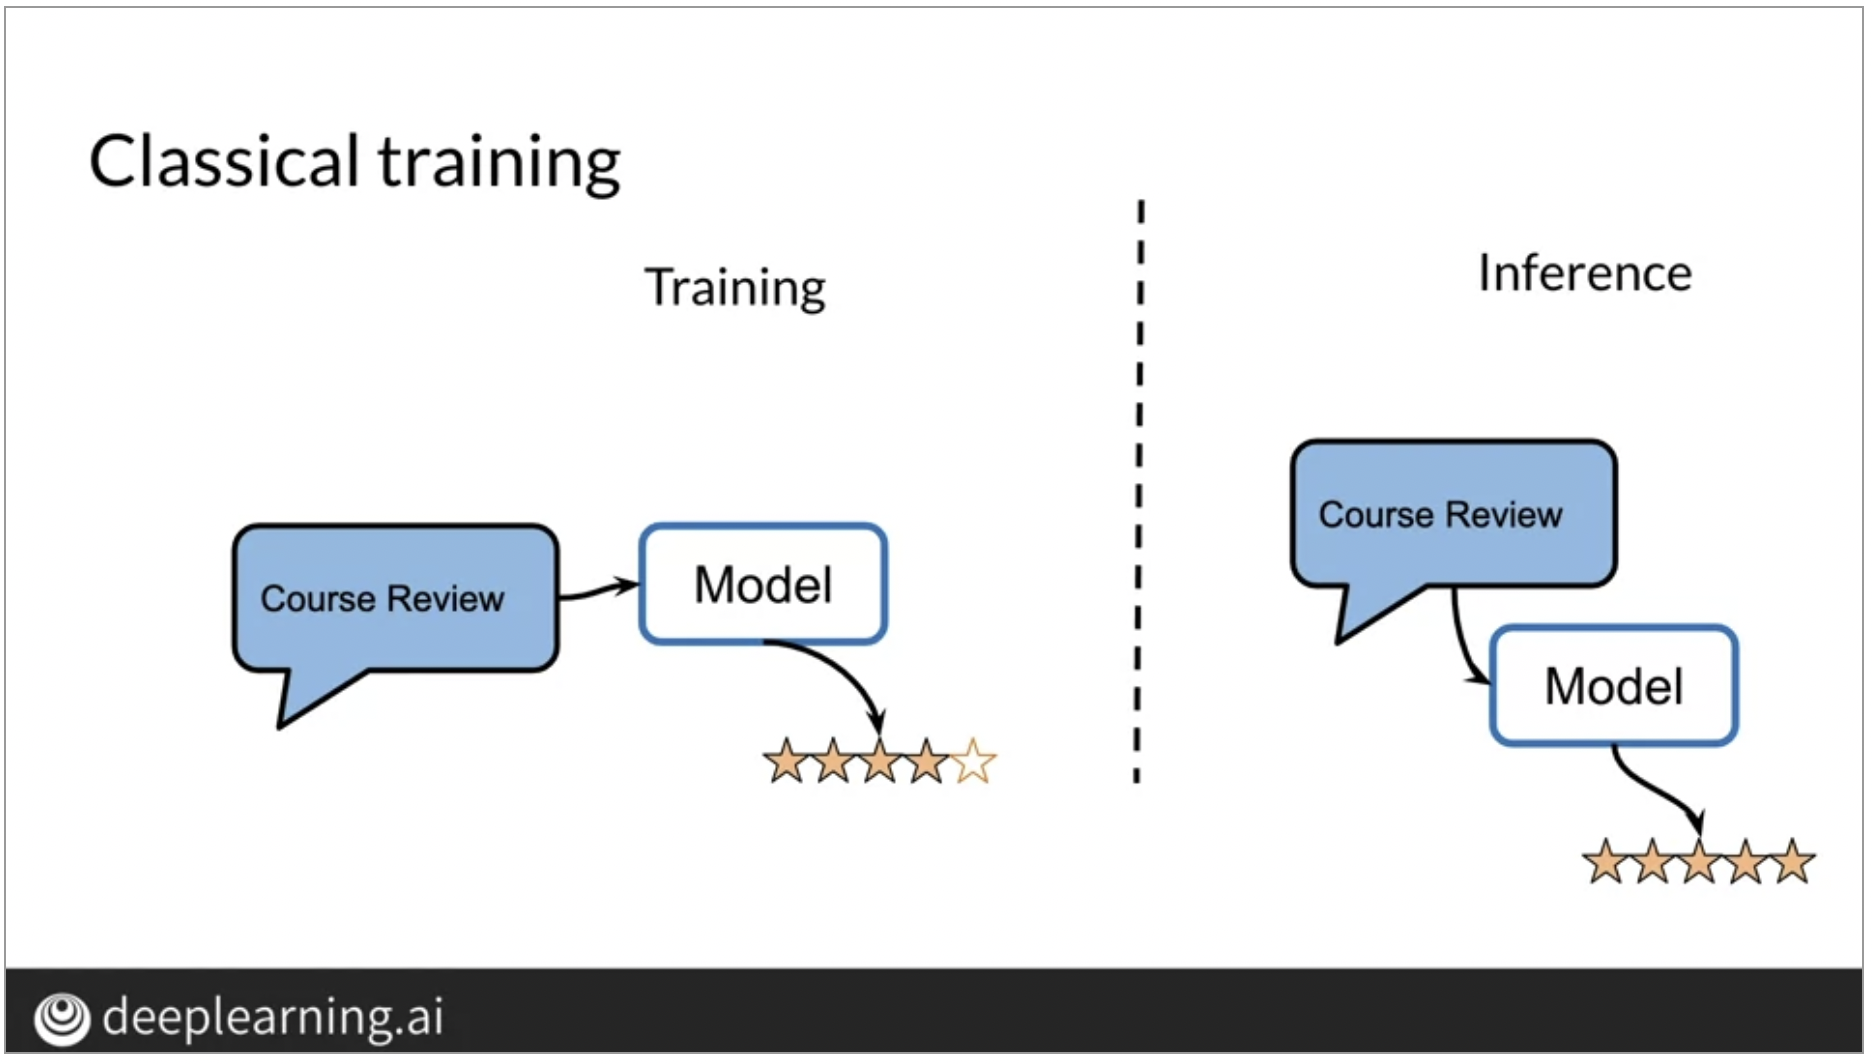 Classical training
Training
Inference
Course Review
Model
Course Review
Model
deeplearning.ai